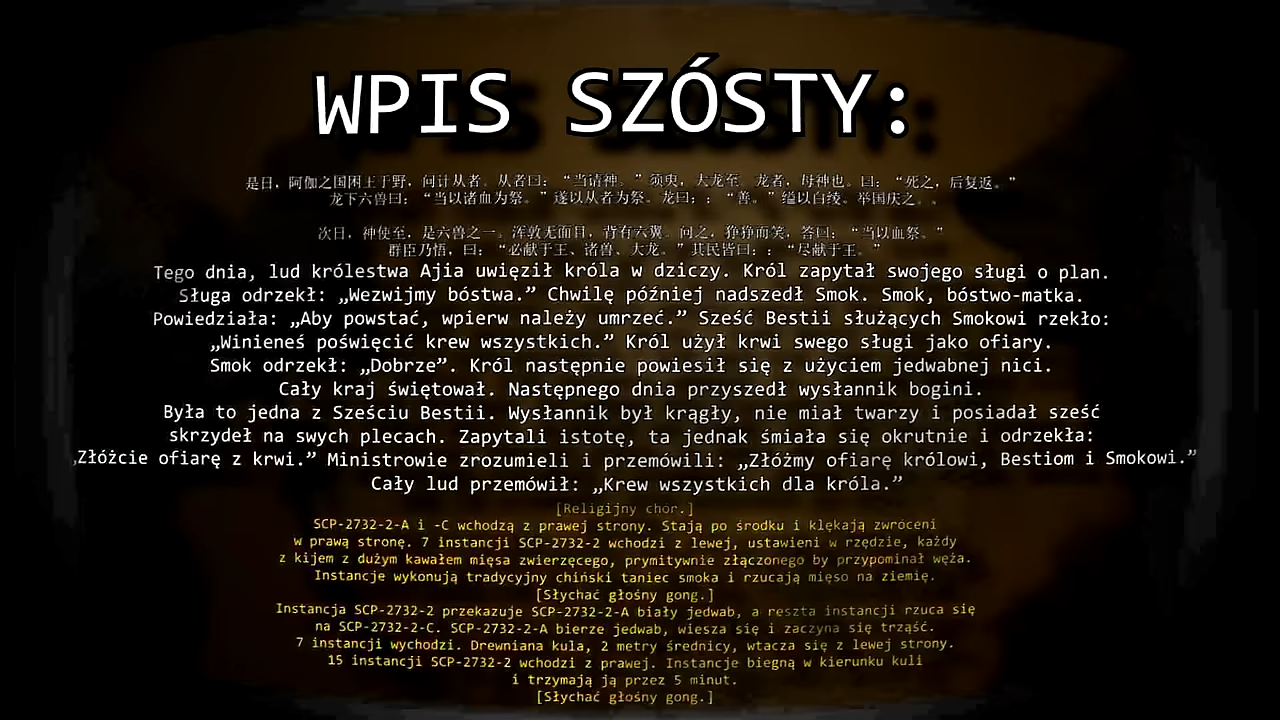 WPIS SZÓSTY:
是日，阿伽之国困王于野，问计从者。从者曰：“当请神。”须臾，大龙至。龙者，母神也。曰：“死之，后复返。”
龙下六兽曰：“当以诸血为祭。”遂以从者为祭。龙曰：：“善。”缢以白绫。举国庆之。。
次日，神使至，是六兽之一。浑敦无面目，背有六翼。问之，狰狰而笑，答曰：“当以血祭。”
群臣乃悟，曰：“必献于王、诸兽、大龙。”其民皆曰：：“尽献于王。”
Tego dnia, lud królestwa Ajia uwięził króla w dziczy. Król zapytał swojego sługi o plan.
Sługa odrzekł: „Wezwijmy bóstwa.” Chwilę później nadszedł Smok. Smok, bóstwo-matka.
Powiedziała: „Aby powstać, wpierw należy umrzeć.” Sześć Bestii służących Smokowi rzekło:
„Winieneś poświęcić krew wszystkich.” Król użył krwi swego sługi jako ofiary.
Smok odrzekł: „Dobrze”. Król następnie powiesił się z użyciem jedwabnej nici.
Cały kraj świętował. Następnego dnia przyszedł wysłannik bogini.
Była to jedna z Sześciu Bestii. Wysłannik był krągły, nie miał twarzy i posiadał sześć
skrzydeł na swych plecach. Zapytali istotę, ta jednak śmiała się okrutnie i odrzekła:
„Złóżcie ofiarę z krwi.” Ministrowie zrozumieli i przemówili: „Złóżmy ofiarę królowi, Bestiom i Smokowi.”
Cały lud przemówił: „Krew wszystkich dla króla.”
[Religijny chór.]
SCP-2732-2-A i -C wchodzą z prawej strony. Stają po środku i klękają zwróceni
w prawą stronę. 7 instancji SCP-2732-2 wchodzi z lewej, ustawieni w rzędzie, każdy
z kijem z dużym kawałem mięsa zwierzęcego, prymitywnie złączonego by przypominał węża.
Instancje wykonują tradycyjny chiński taniec smoka i rzucają mięso na ziemię.
[Słychać głośny gong.]
Instancja SCP-2732-2 przekazuje SCP-2732-2-A biały jedwab, a reszta instancji rzuca się
na SCP-2732-2-C. SCP-2732-2-A bierze jedwab, wiesza się i zaczyna się trząść.
7 instancji wychodzi. Drewniana kula, 2 metry średnicy, wtacza się z lewej strony.
15 instancji SCP-2732-2 wchodzi z prawej. Instancje biegną w kierunku kuli
i trzymają ją przez 5 minut.
[Słychać głośny gong.]